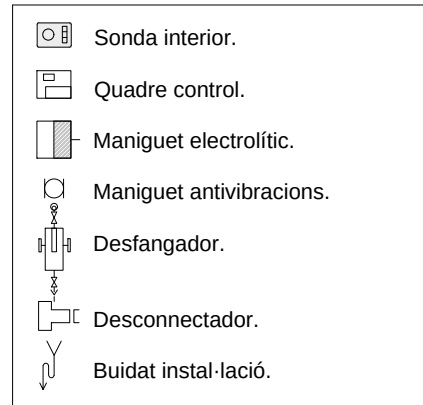 Sonda interior.
Quadre control.
Maniguet electrolític.
Maniguet antivibracions.
Desfangador.
Desconnectador.
Buidat instal·lació.